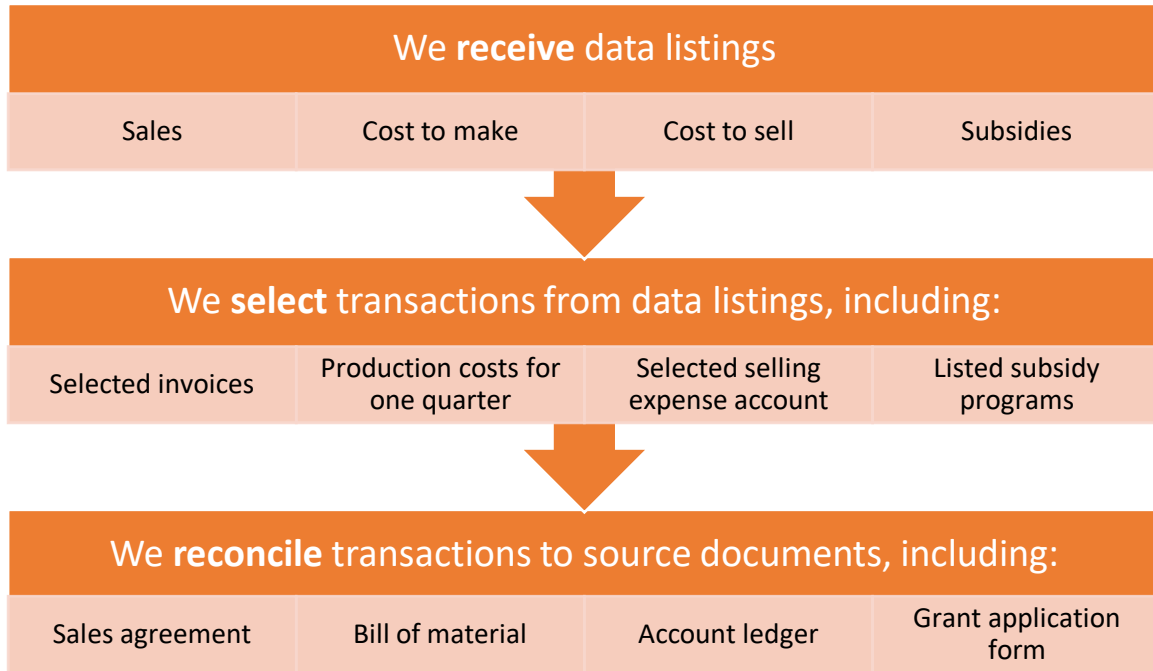 We receive data listings
Sales
Cost to make
Cost to sell
Subsidies
We select transactions from data listings, including:
Selected invoices
Production costs for
one quarter
Selected selling
expense account
Listed subsidy
programs
We reconcile transactions to source documents, including:
Sales agreement
Bill of material
Account ledger
Grant application
form